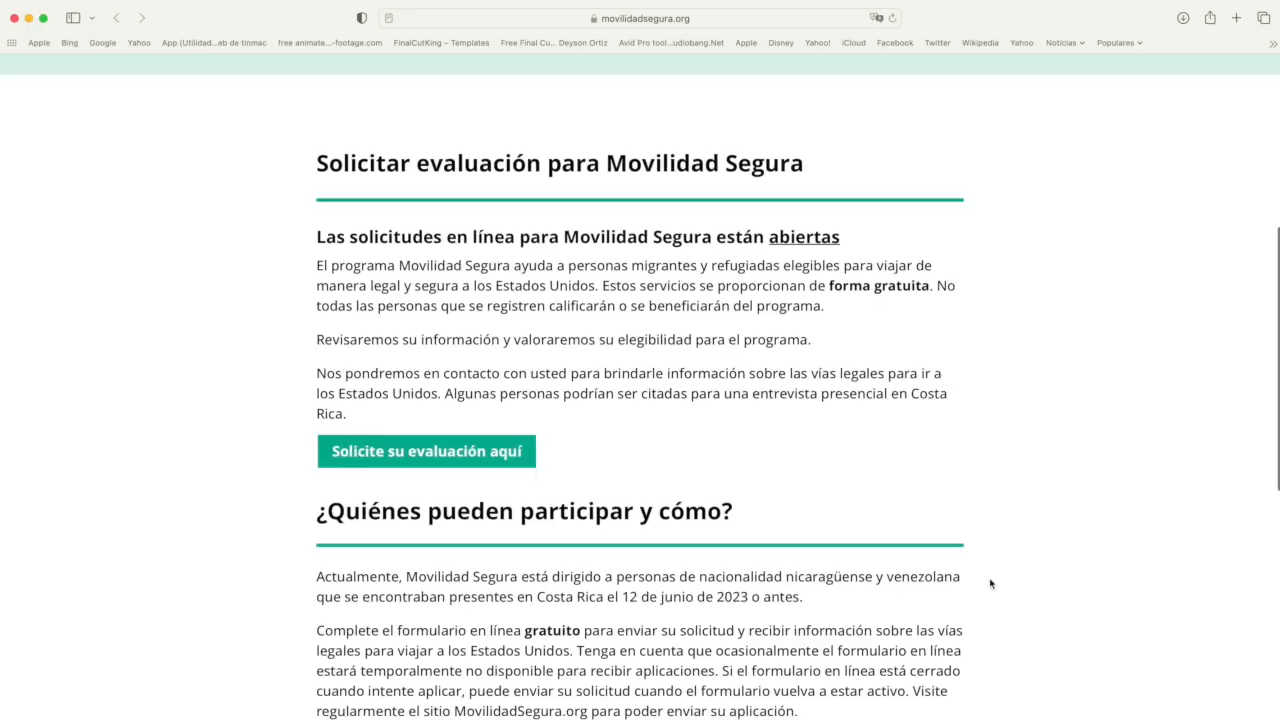 movilidadsegura.org
Apple Bing Google Yahoo App (Utilidad...eb de tinmac free animate...-footage.com FinalCutKing – Templates Free Final Cu... Deyson Ortiz Avid Pro tool...udiobang.Net Apple Disney Yahoo! iCloud Facebook Twitter Wikipedia Yahoo Noticias Populares
Solicitar evaluación para Movilidad Segura
Las solicitudes en línea para Movilidad Segura están abiertas
El programa Movilidad Segura ayuda a personas migrantes y refugiadas elegibles para viajar de
manera legal y segura a los Estados Unidos. Estos servicios se proporcionan de forma gratuita. No
todas las personas que se registren calificarán o se beneficiarán del programa.
Revisaremos su información y valoraremos su elegibilidad para el programa.
Nos pondremos en contacto con usted para brindarle información sobre las vías legales para ir a
los Estados Unidos. Algunas personas podrían ser citadas para una entrevista presencial en Costa
Rica.
Solicite su evaluación aquí
¿Quiénes pueden participar y cómo?
Actualmente, Movilidad Segura está dirigido a personas de nacionalidad nicaragüense y venezolana
que se encontraban presentes en Costa Rica el 12 de junio de 2023 o antes.
Complete el formulario en línea gratuito para enviar su solicitud y recibir información sobre las vías
legales para viajar a los Estados Unidos. Tenga en cuenta que ocasionalmente el formulario en línea
estará temporalmente no disponible para recibir aplicaciones. Si el formulario en línea está cerrado
cuando intente aplicar, puede enviar su solicitud cuando el formulario vuelva a estar activo. Visite
regularmente el sitio MovilidadSegura.org para poder enviar su aplicación.